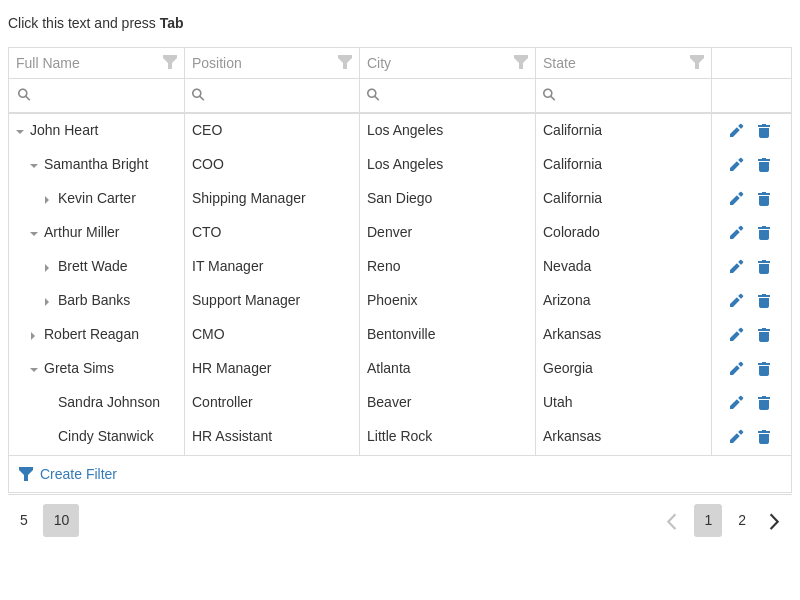 Click this text and press Tab
Full Name Position City State
John Heart CEO Los Angeles California
Samantha Bright COO Los Angeles California
Kevin Carter Shipping Manager San Diego California
Arthur Miller CTO Denver Colorado
Brett Wade IT Manager Reno Nevada
Barb Banks Support Manager Phoenix Arizona
Robert Reagan CMO Bentonville Arkansas
Greta Sims HR Manager Atlanta Georgia
Sandra Johnson Controller Beaver Utah
Cindy Stanwick HR Assistant Little Rock Arkansas
Create Filter
5 10 1 2